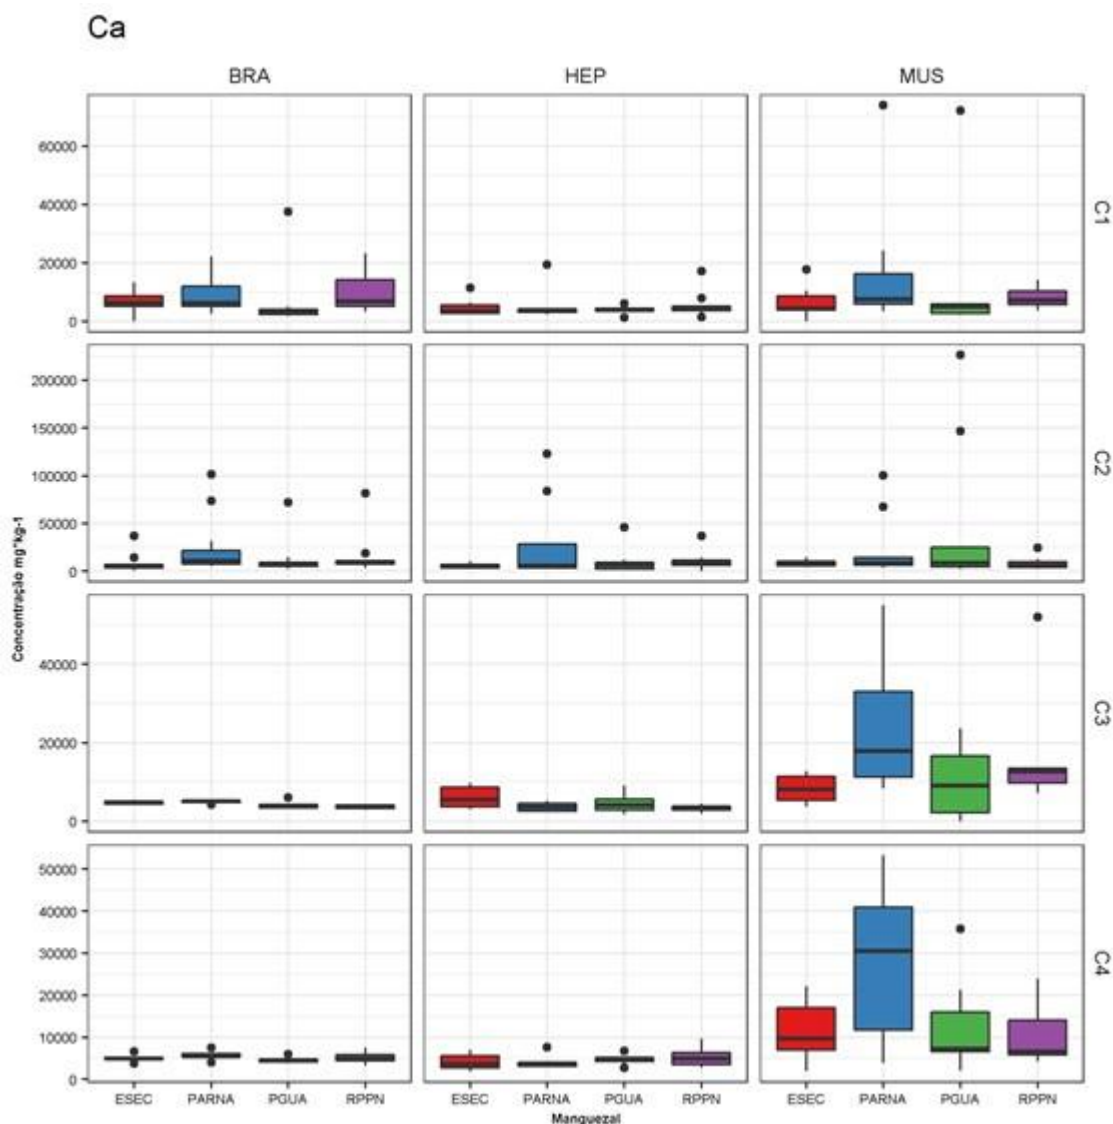 Ca
BRA HEP MUS
60000
40000
20000
0
C1
200000
150000
100000
50000
0
C2
40000
20000
0
C3
50000
40000
30000
20000
10000
0
C4
Concentração mg*kg-1
ESEC PARNA PGUA RPPN ESEC PARNA PGUA RPPN ESEC PARNA PGUA RPPN
Manguezal